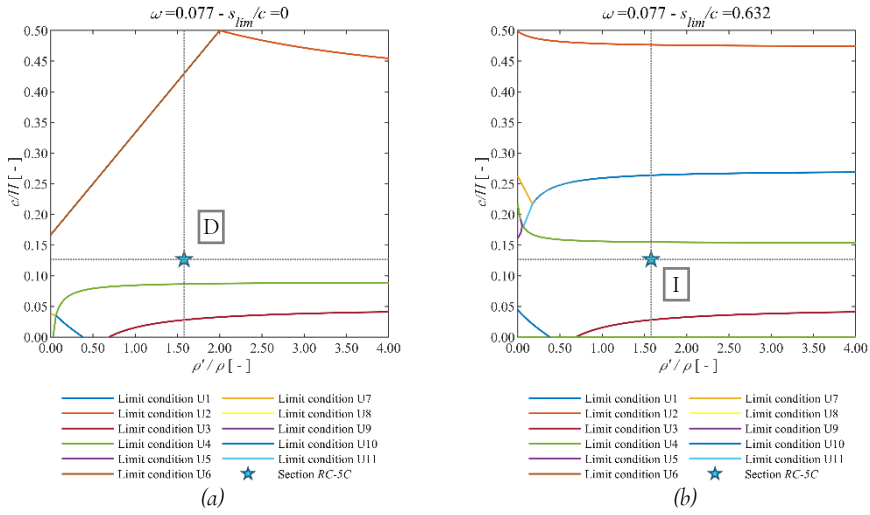 ω=0.077 - s_lim/c=0
c/H [ - ]
0.50
0.45
0.40
0.35
0.30
0.25
0.20
0.15
0.10
0.05
0.00
D
0.00 0.50 1.00 1.50 2.00 2.50 3.00 3.50 4.00
ρ'/ρ [ - ]
Limit condition U1
Limit condition U2
Limit condition U3
Limit condition U4
Limit condition U5
Limit condition U6
Limit condition U7
Limit condition U8
Limit condition U9
Limit condition U10
Limit condition U11
Section RC-5C
(a)
ω=0.077 - s_lim/c=0.632
c/H [ - ]
0.50
0.45
0.40
0.35
0.30
0.25
0.20
0.15
0.10
0.05
0.00
I
0.00 0.50 1.00 1.50 2.00 2.50 3.00 3.50 4.00
ρ'/ρ [ - ]
Limit condition U1
Limit condition U2
Limit condition U3
Limit condition U4
Limit condition U5
Limit condition U6
Limit condition U7
Limit condition U8
Limit condition U9
Limit condition U10
Limit condition U11
Section RC-5C
(b)